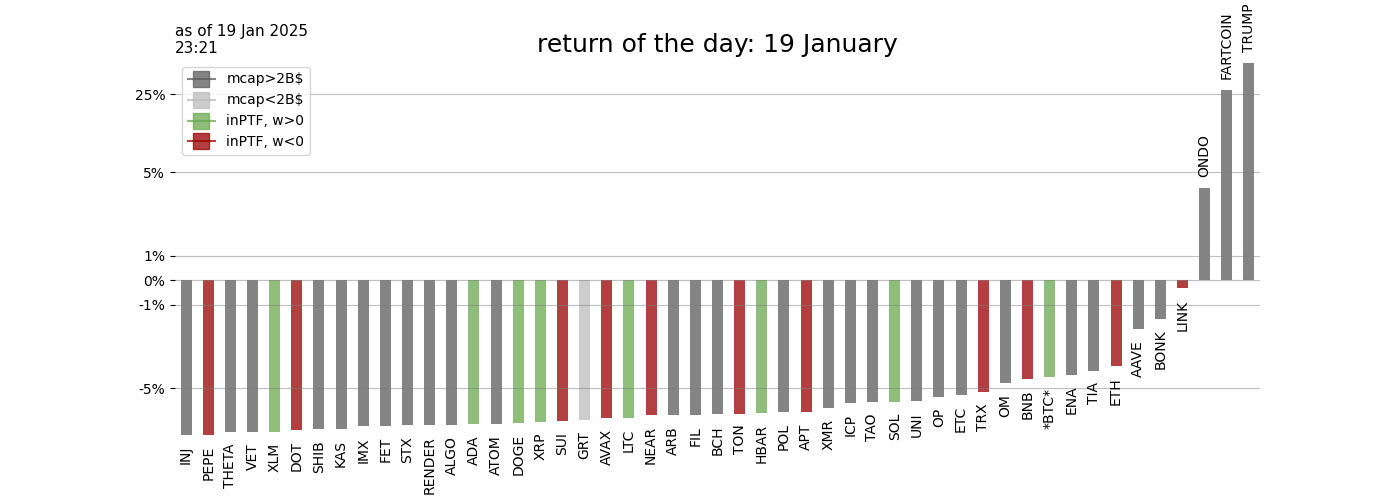 as of 19 Jan 2025
23:21
return of the day: 19 January
mcap>2B$
mcap<2B$
inPTF, w>0
inPTF, w<0
25%
5%
1%
0%
-1%
-5%
INJ
PEPE
THETA
VET
XLM
DOT
SHIB
KAS
IMX
FET
STX
RENDER
ALGO
ADA
ATOM
DOGE
XRP
SUI
GRT
AVAX
LTC
NEAR
ARB
FIL
BCH
TON
HBAR
POL
APT
XMR
ICP
TAO
SOL
UNI
OP
ETC
TRX
OM
BNB
*BTC*
ENA
TIA
ETH
AAVE
BONK
LINK
ONDO
FARTCOIN
TRUMP